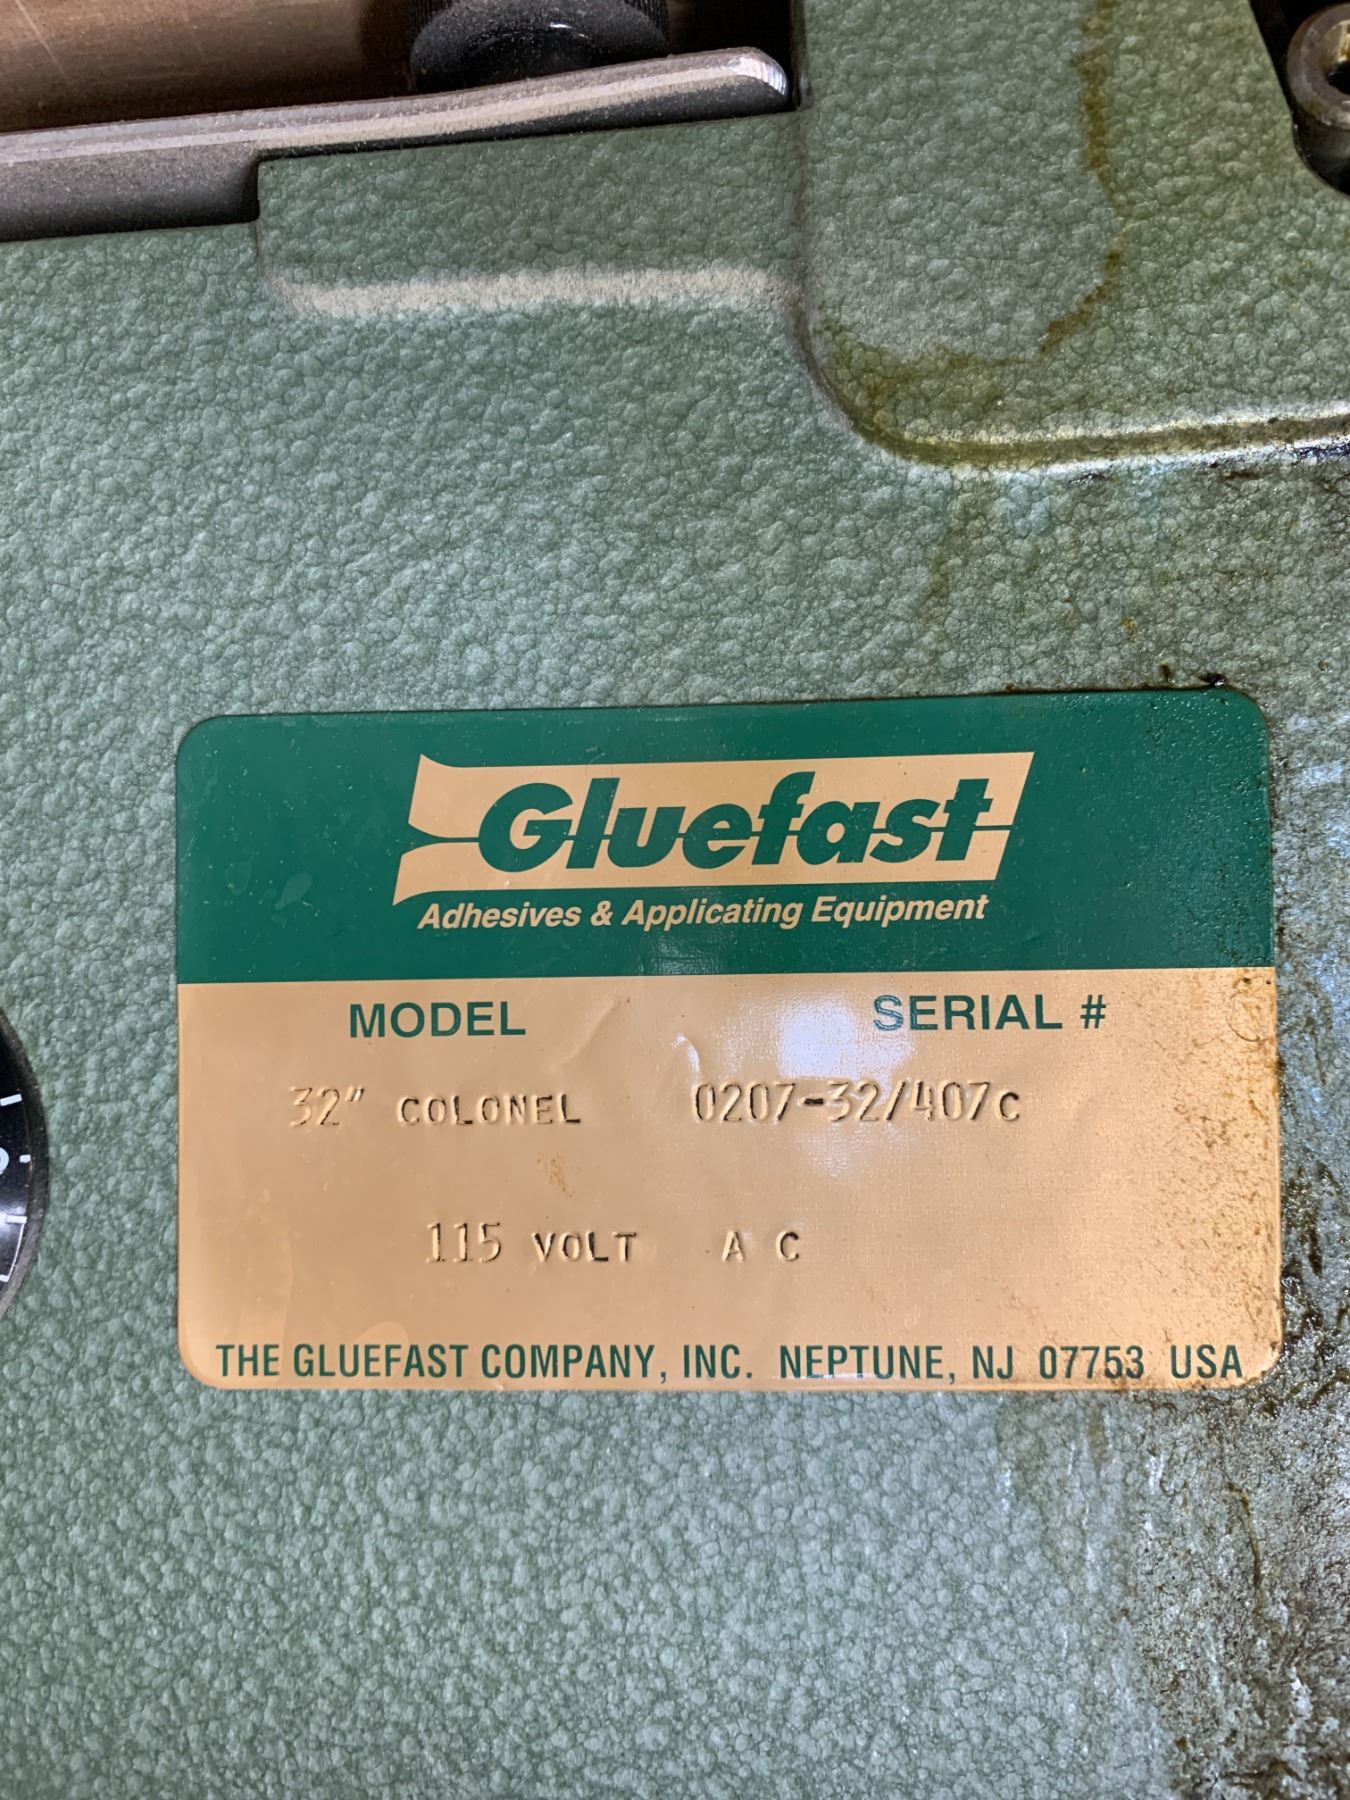 Gluefast
Adhesives & Applicating Equipment
MODEL SERIAL #
32" COLONEL 0207-32/407C
115 VOLT A C
THE GLUEFAST COMPANY, INC. NEPTUNE, NJ 07753 USA